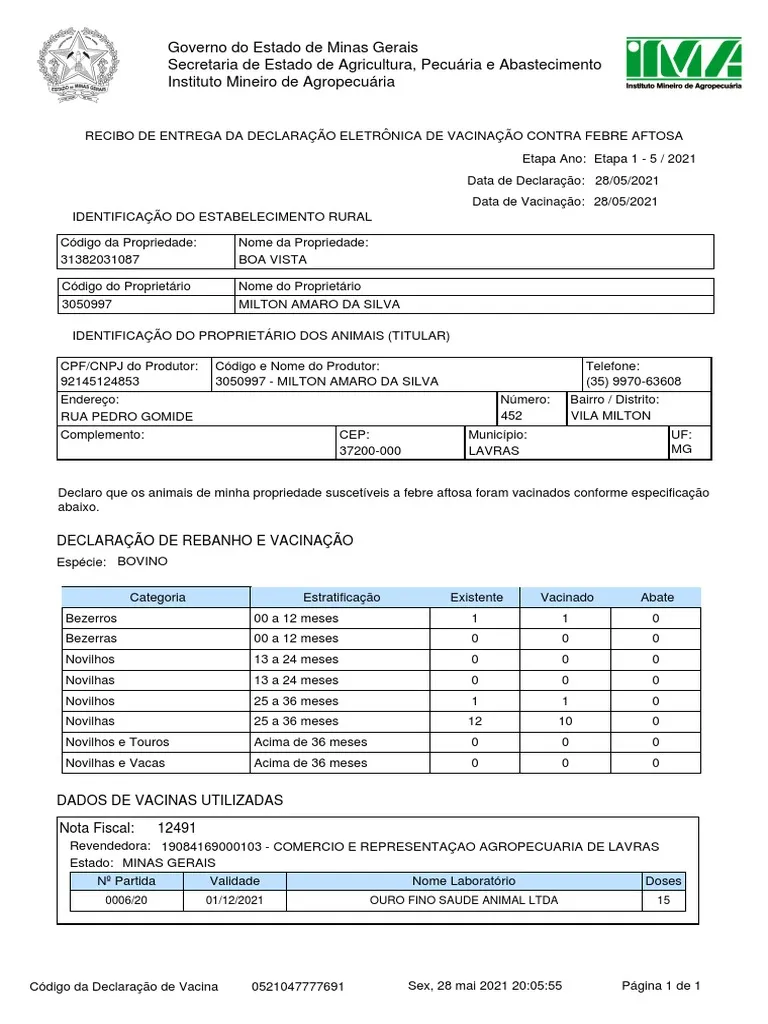 Governo do Estado de Minas Gerais
Secretaria de Estado de Agricultura, Pecuária e Abastecimento
Instituto Mineiro de Agropecuária
IMA
Instituto Mineiro de Agropecuária
RECIBO DE ENTREGA DA DECLARAÇÃO ELETRÔNICA DE VACINAÇÃO CONTRA FEBRE AFTOSA
Etapa Ano: Etapa 1 - 5 / 2021
Data de Declaração: 28/05/2021
Data de Vacinação: 28/05/2021
IDENTIFICAÇÃO DO ESTABELECIMENTO RURAL
Código da Propriedade: Nome da Propriedade:
31382031087 BOA VISTA
Código do Proprietário Nome do Proprietário
3050997 MILTON AMARO DA SILVA
IDENTIFICAÇÃO DO PROPRIETÁRIO DOS ANIMAIS (TITULAR)
CPF/CNPJ do Produtor: Código e Nome do Produtor: Telefone:
92145124853 3050997 - MILTON AMARO DA SILVA (35) 9970-63608
Endereço: Número: Bairro / Distrito:
RUA PEDRO GOMIDE 452 VILA MILTON
Complemento: CEP: Município: UF:
37200-000 LAVRAS MG
Declaro que os animais de minha propriedade suscetíveis a febre aftosa foram vacinados conforme especificação
abaixo.
DECLARAÇÃO DE REBANHO E VACINAÇÃO
Espécie: BOVINO
Categoria Estratificação Existente Vacinado Abate
Bezerros 00 a 12 meses 1 1 0
Bezerras 00 a 12 meses 0 0 0
Novilhos 13 a 24 meses 0 0 0
Novilhas 13 a 24 meses 0 0 0
Novilhos 25 a 36 meses 1 1 0
Novilhas 25 a 36 meses 12 10 0
Novilhos e Touros Acima de 36 meses 0 0 0
Novilhas e Vacas Acima de 36 meses 0 0 0
DADOS DE VACINAS UTILIZADAS
Nota Fiscal: 12491
Revendedora: 19084169000103 - COMERCIO E REPRESENTAÇAO AGROPECUARIA DE LAVRAS
Estado: MINAS GERAIS
Nº Partida Validade Nome Laboratório Doses
0006/20 01/12/2021 OURO FINO SAUDE ANIMAL LTDA 15
Código da Declaração de Vacina 0521047777691 Sex, 28 mai 2021 20:05:55 Página 1 de 1